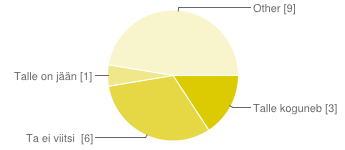 Other [9]
Talle on jään [1]
Talle koguneb [3]
Ta ei viitsi  [6]